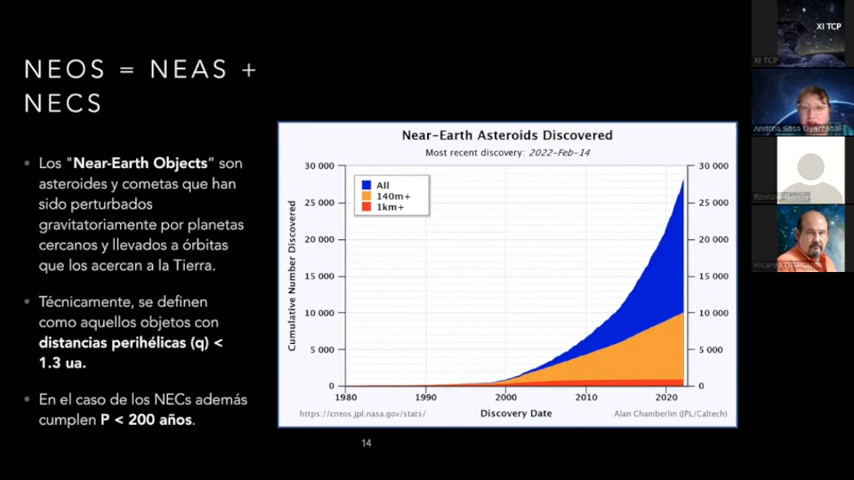 NEOS = NEAS +
NECS
Los "Near-Earth Objects" son
asteroides y cometas que han
sido perturbados
gravitatoriamente por planetas
cercanos y llevados a órbitas
que los acercan a la Tierra.
Técnicamente, se definen
como aquellos objetos con
distancias perihélicas (q) <
1.3 ua.
En el caso de los NECs además
cumplen P < 200 años.
Near-Earth Asteroids Discovered
Most recent discovery: 2022-Feb-14
All
140m+
1km+
Cumulative Number Discovered
30 000
25 000
20 000
15 000
10 000
5 000
0
30 000
25 000
20 000
15 000
10 000
5 000
0
1980
1990
2000
2010
2020
https://cneos.jpl.nasa.gov/stats/
Discovery Date
Alan Chamberlin (JPL/Caltech)
14
XI TCP
XI TCP
Andrea Sosa Oyarzabal